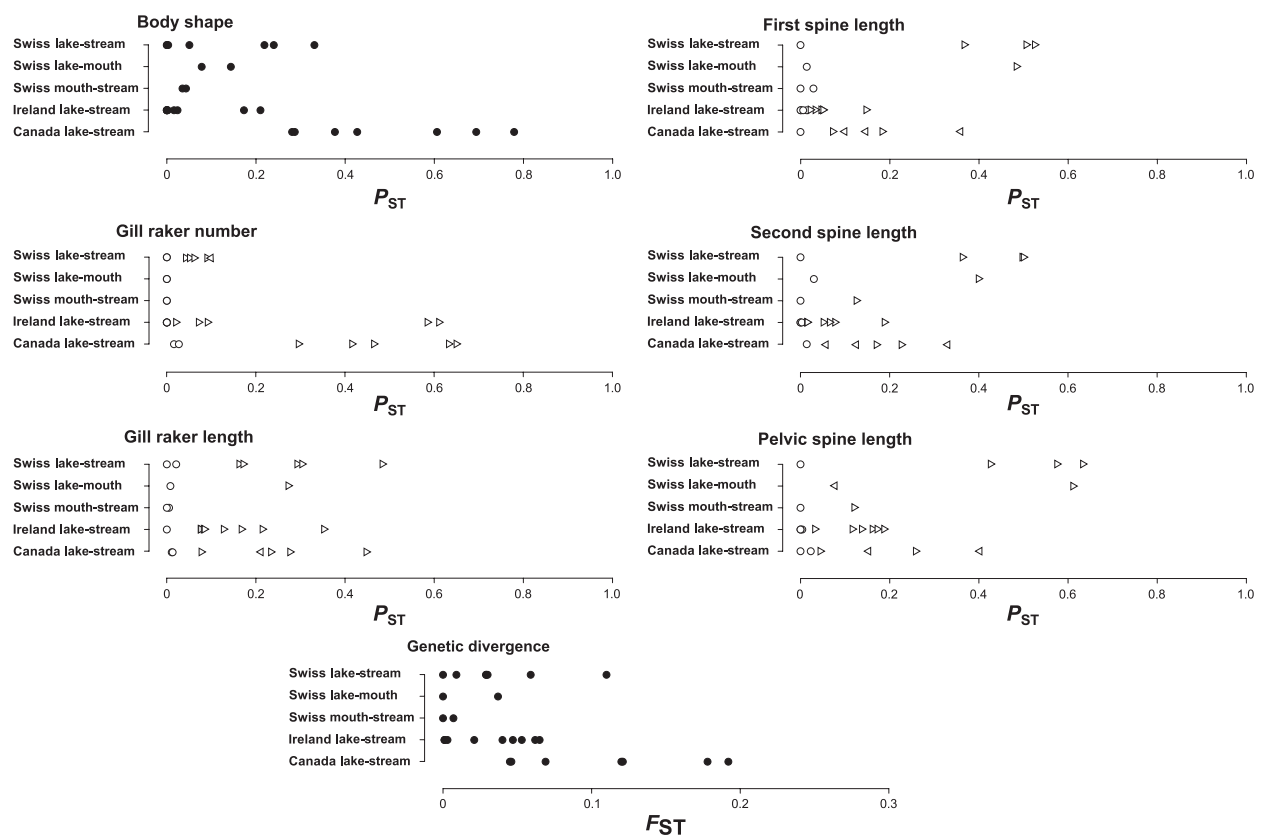 Body shape
Swiss lake-stream
Swiss lake-mouth
Swiss mouth-stream
Ireland lake-stream
Canada lake-stream
0 0.2 0.4 0.6 0.8 1.0
PST
First spine length
Swiss lake-stream
Swiss lake-mouth
Swiss mouth-stream
Ireland lake-stream
Canada lake-stream
0 0.2 0.4 0.6 0.8 1.0
PST
Gill raker number
Swiss lake-stream
Swiss lake-mouth
Swiss mouth-stream
Ireland lake-stream
Canada lake-stream
0 0.2 0.4 0.6 0.8 1.0
PST
Second spine length
Swiss lake-stream
Swiss lake-mouth
Swiss mouth-stream
Ireland lake-stream
Canada lake-stream
0 0.2 0.4 0.6 0.8 1.0
PST
Gill raker length
Swiss lake-stream
Swiss lake-mouth
Swiss mouth-stream
Ireland lake-stream
Canada lake-stream
0 0.2 0.4 0.6 0.8 1.0
PST
Pelvic spine length
Swiss lake-stream
Swiss lake-mouth
Swiss mouth-stream
Ireland lake-stream
Canada lake-stream
0 0.2 0.4 0.6 0.8 1.0
PST
Genetic divergence
Swiss lake-stream
Swiss lake-mouth
Swiss mouth-stream
Ireland lake-stream
Canada lake-stream
0 0.1 0.2 0.3
FST